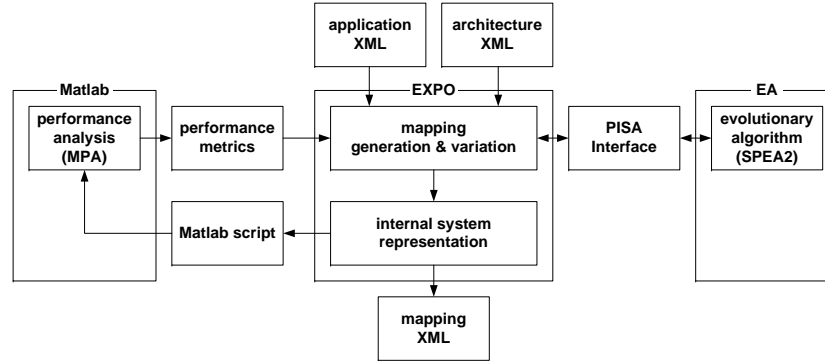 application
XML
architecture
XML
Matlab
EXPO
EA
performance
analysis
(MPA)
performance
metrics
mapping
generation & variation
PISA
Interface
evolutionary
algorithm
(SPEA2)
Matlab script
internal system
representation
mapping
XML